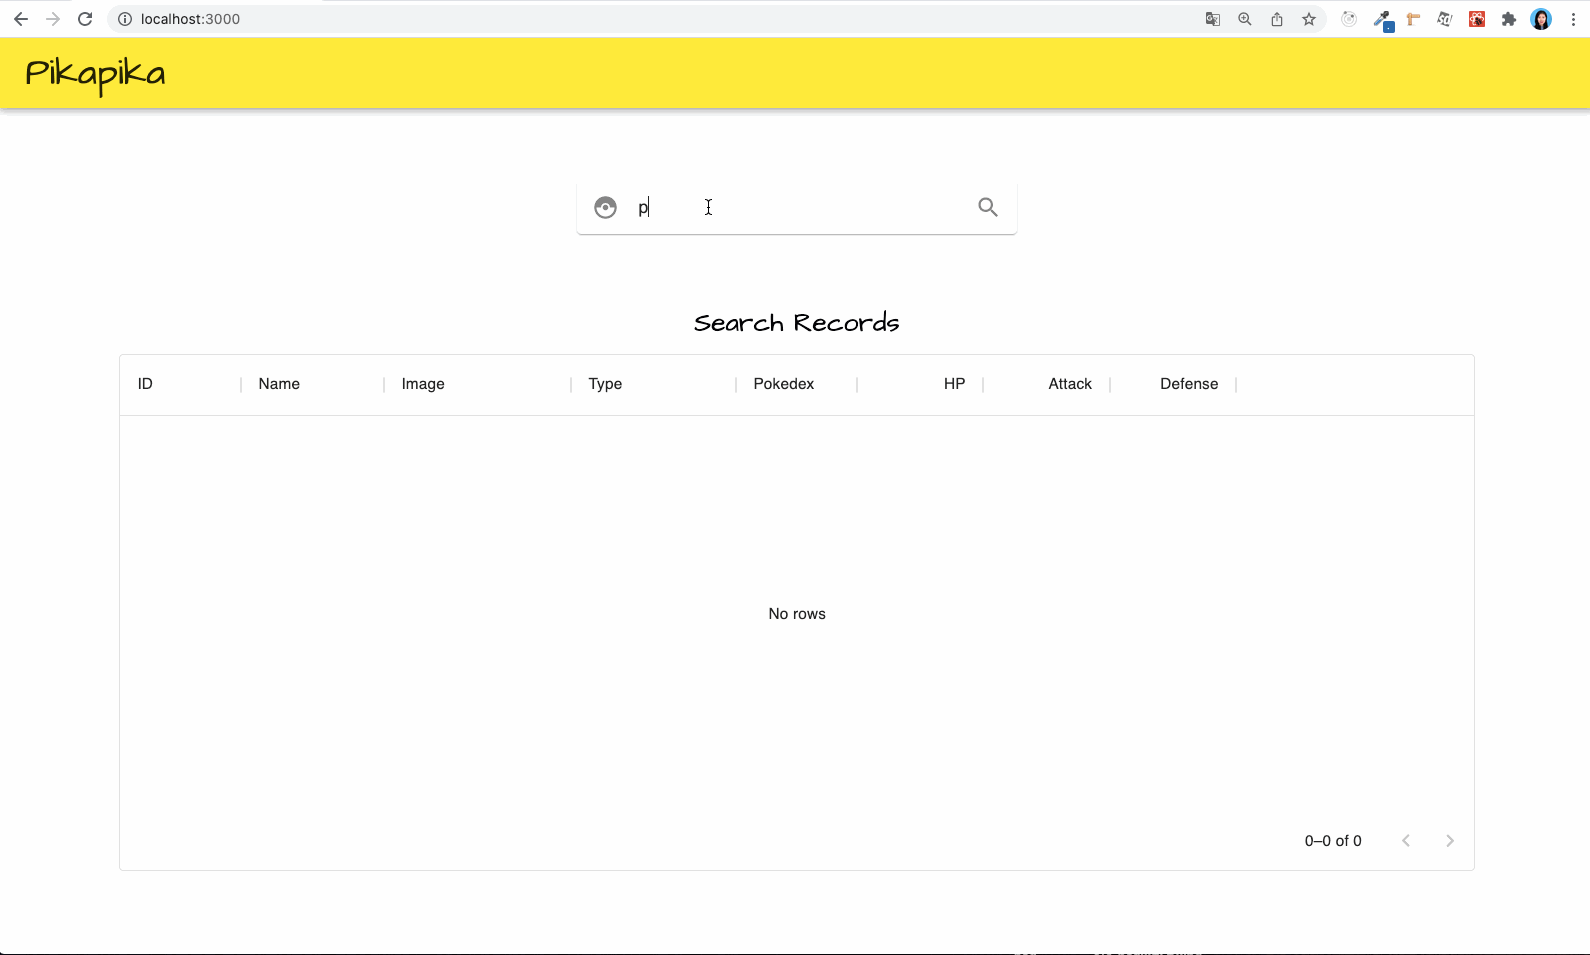 localhost:3000
Pikapika
p
Search Records
ID Name Image Type Pokedex HP Attack Defense
No rows
0–0 of 0